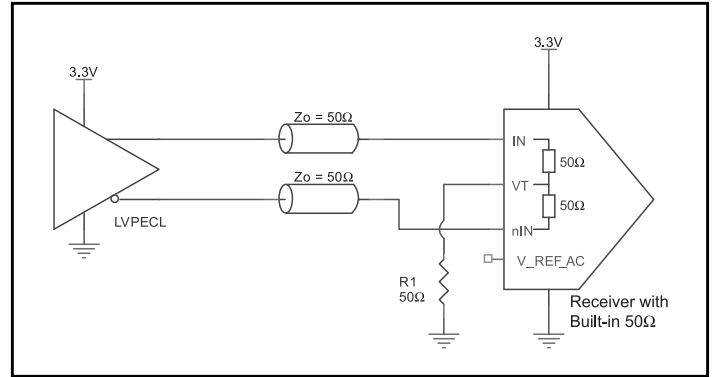 3.3V
3.3V
Zo = 50Ω
IN
50Ω
Zo = 50Ω
VT
50Ω
LVPECL
nIN
V_REF_AC
R1
50Ω
Receiver with
Built-in 50Ω